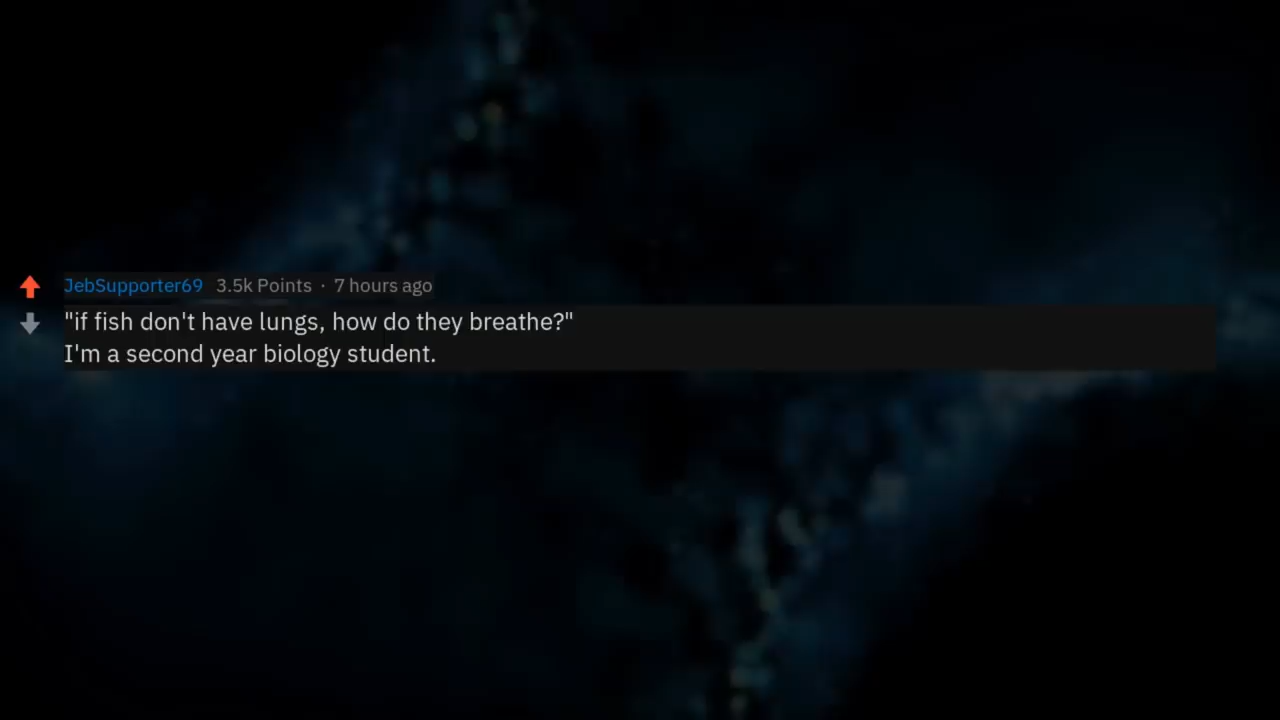 JebSupporter69 3.5k Points · 7 hours ago
"if fish don't have lungs, how do they breathe?"
I'm a second year biology student.